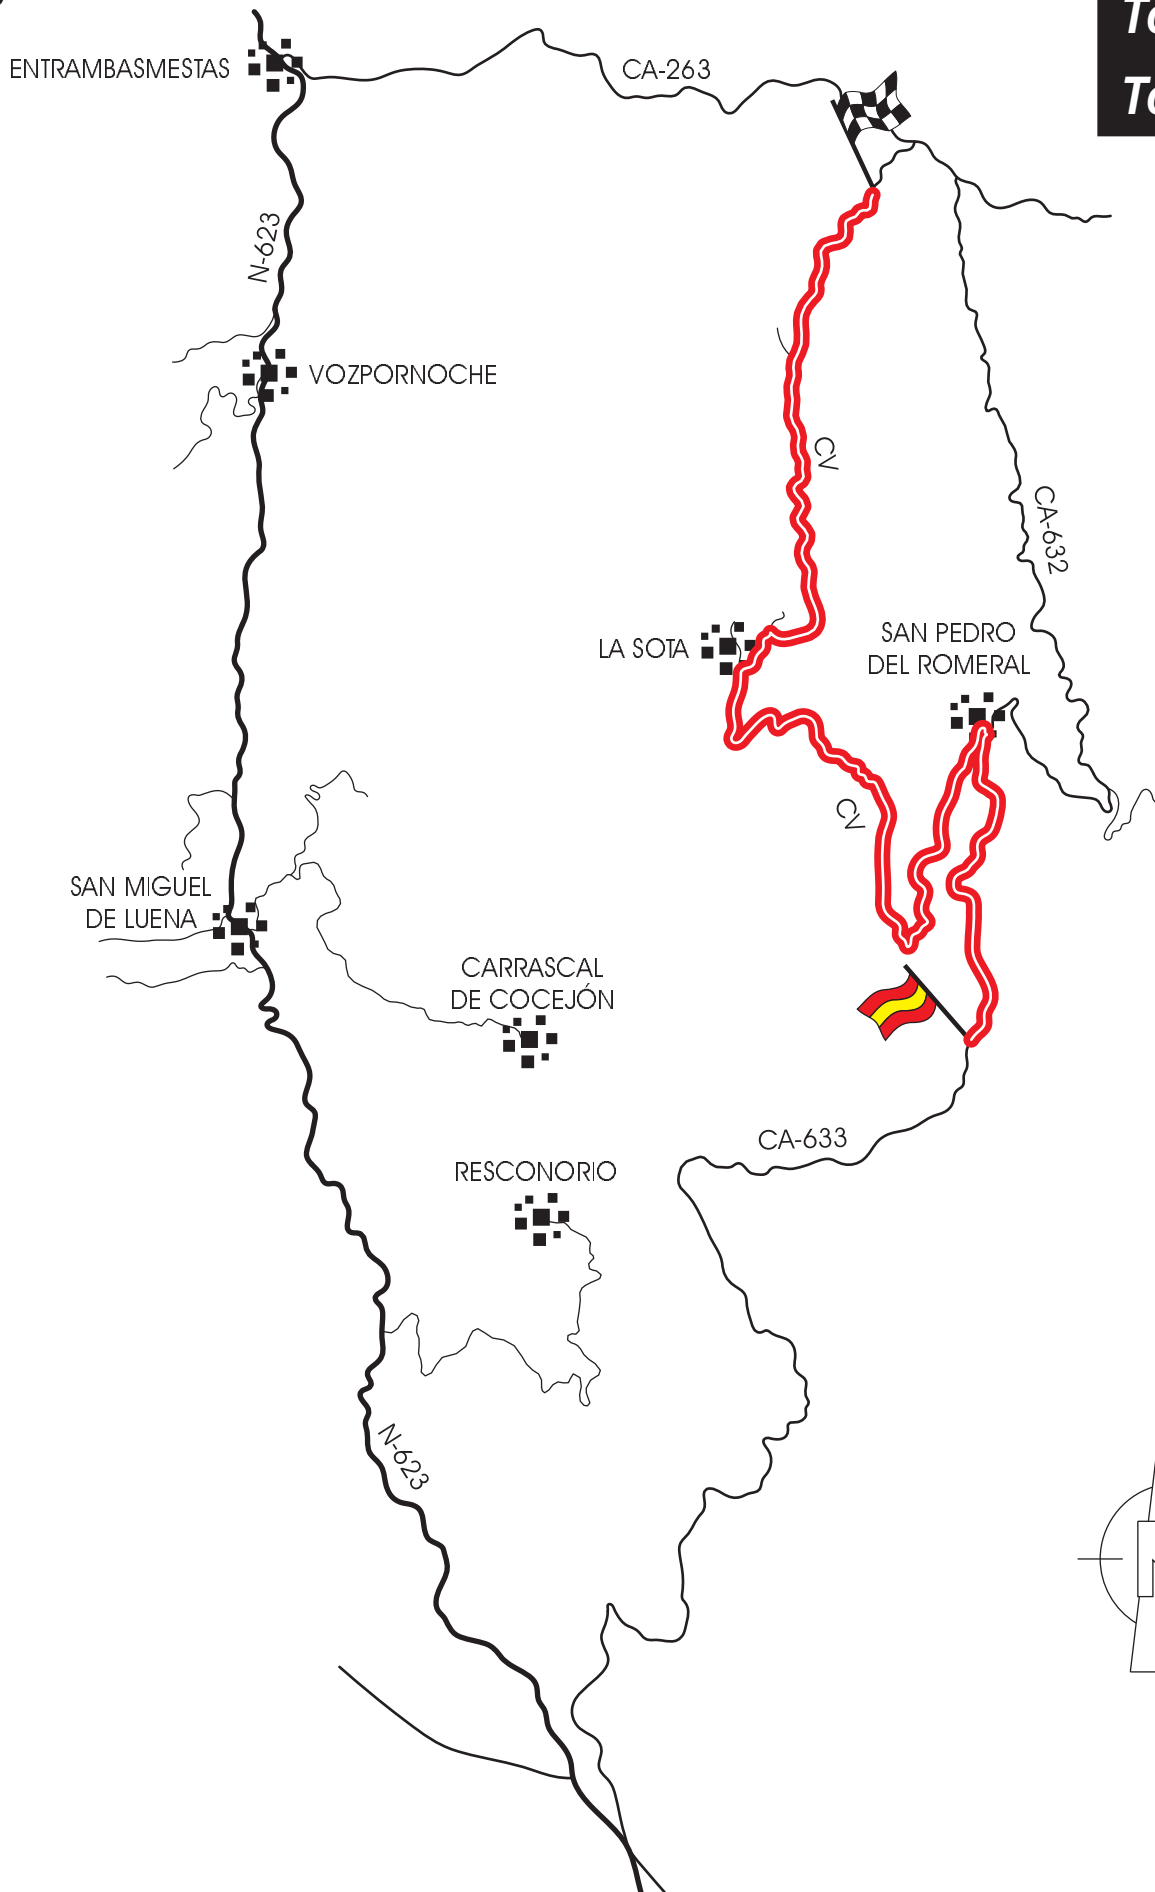 ENTRAMBASMESTAS
CA-263
N-623
VOZPORNOCHE
CV
CA-632
LA SOTA
SAN PEDRO
DEL ROMERAL
CV
SAN MIGUEL
DE LUENA
CARRASCAL
DE COCEJÓN
CA-633
RESCONORIO
N-623